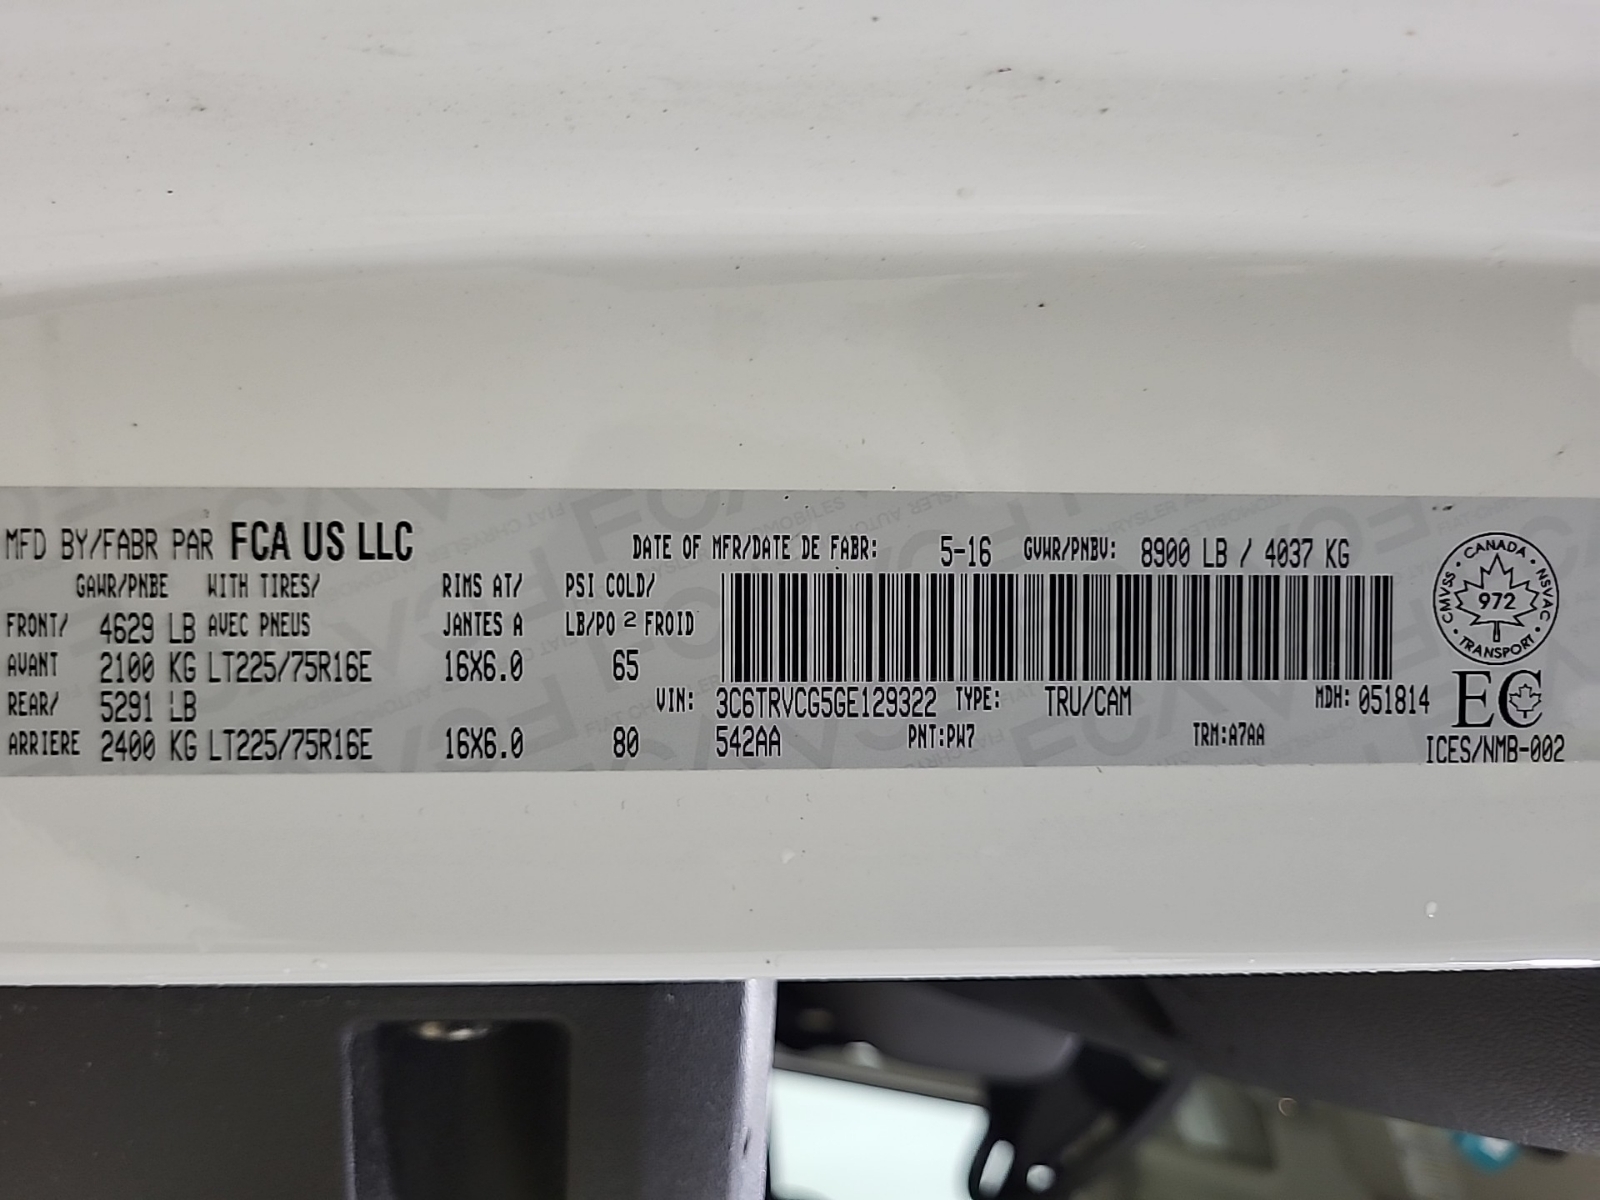 MFD BY/FABR PAR FCA US LLC
DATE OF MFR/DATE DE FABR: 5-16 GVWR/PNBV: 8900 LB / 4037 KG
GAWR/PNBE WITH TIRES/ RIMS AT/ PSI COLD/
FRONT/ 4629 LB AVEC PNEUS JANTES A LB/PO 2 FROID
AVANT 2100 KG LT225/75R16E 16X6.0 65
REAR/ 5291 LB
ARRIERE 2400 KG LT225/75R16E 16X6.0 80
VIN: 3C6TRVCG5GE129322 TYPE: TRU/CAM MDH: 051814
542AA PNT:PW7 TRM:A7AA
CANADA
CMVSS · NSVAC
972
TRANSPORT
EC
ICES/NMB-002